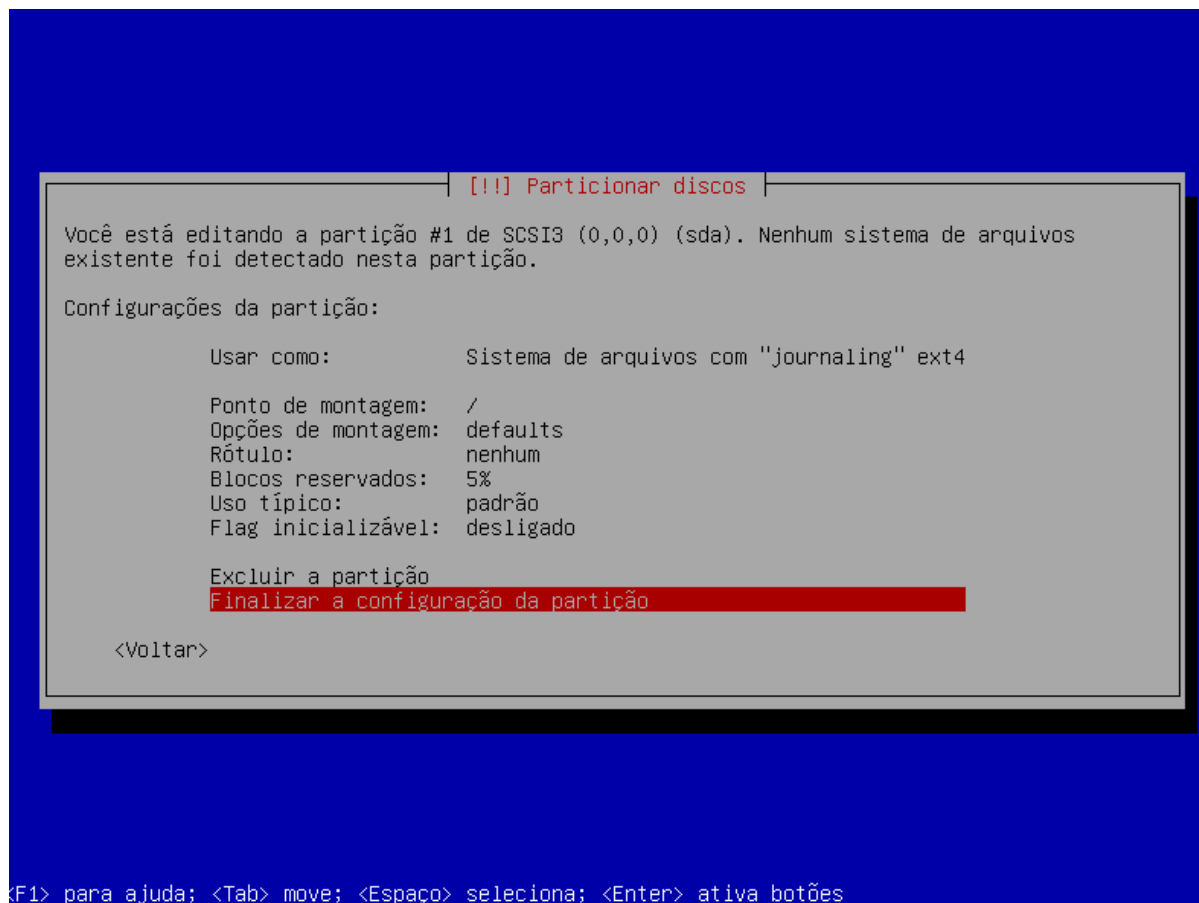 [!!] Particionar discos
Você está editando a partição #1 de SCSI3 (0,0,0) (sda). Nenhum sistema de arquivos
existente foi detectado nesta partição.
Configurações da partição:
Usar como: Sistema de arquivos com "journaling" ext4
Ponto de montagem: /
Opções de montagem: defaults
Rótulo: nenhum
Blocos reservados: 5%
Uso típico: padrão
Flag inicializável: desligado
Excluir a partição
Finalizar a configuração da partição
<Voltar>
<F1> para ajuda; <Tab> move; <Espaço> seleciona; <Enter> ativa botões